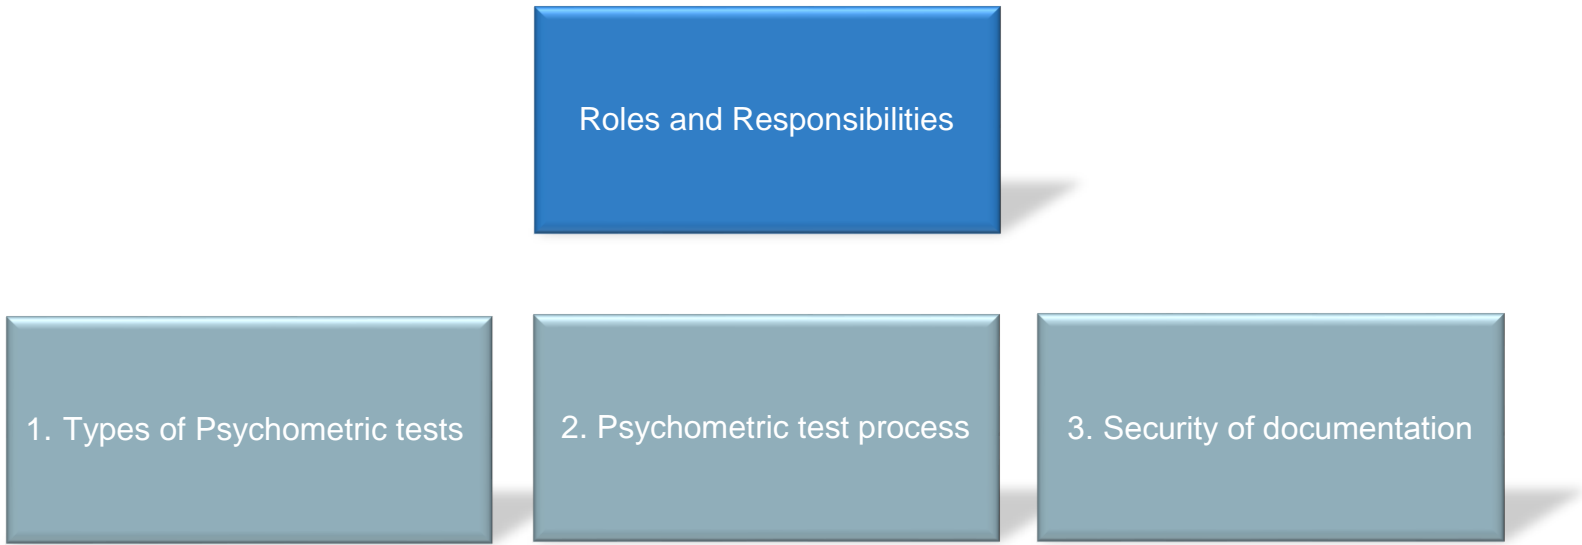 Roles and Responsibilities
1. Types of Psychometric tests
2. Psychometric test process
3. Security of documentation